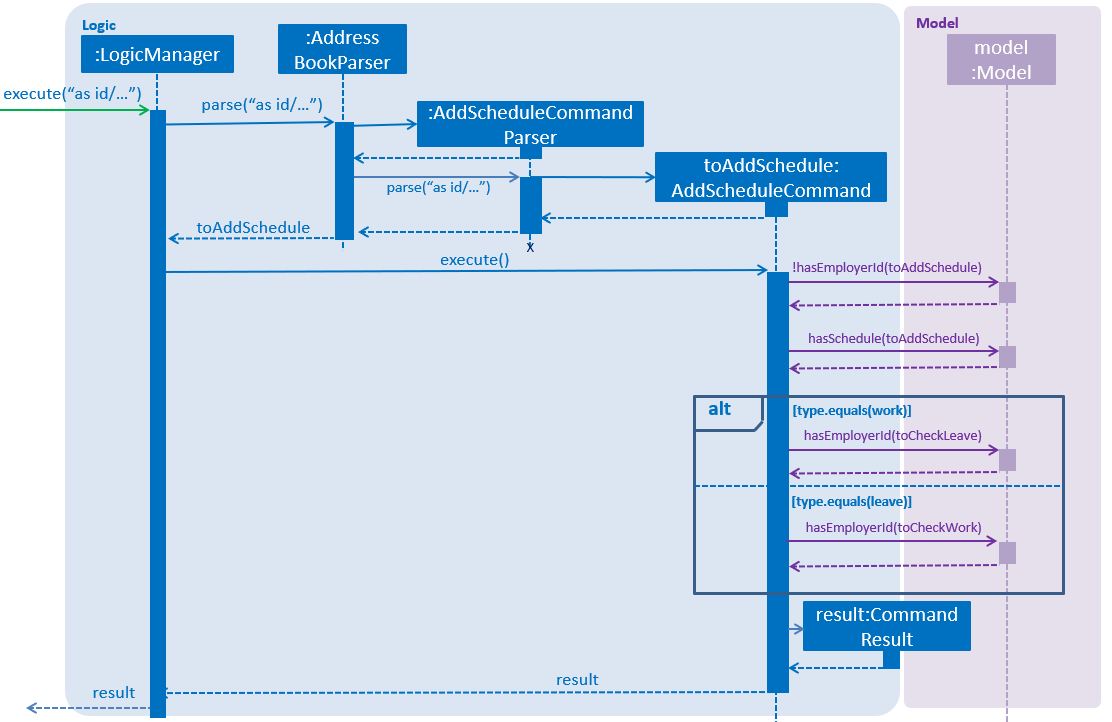 Logic
Model
:LogicManager
:Address
BookParser
model
:Model
execute(“as id/...”)
parse(“as id/...”)
:AddScheduleCommand
Parser
toAddSchedule:
AddScheduleCommand
parse(“as id/...”)
toAddSchedule
x
execute()
!hasEmployerId(toAddSchedule)
hasSchedule(toAddSchedule)
alt
[type.equals(work)]
hasEmployerId(toCheckLeave)
[type.equals(leave)]
hasEmployerId(toCheckWork)
result:Command
Result
result
result